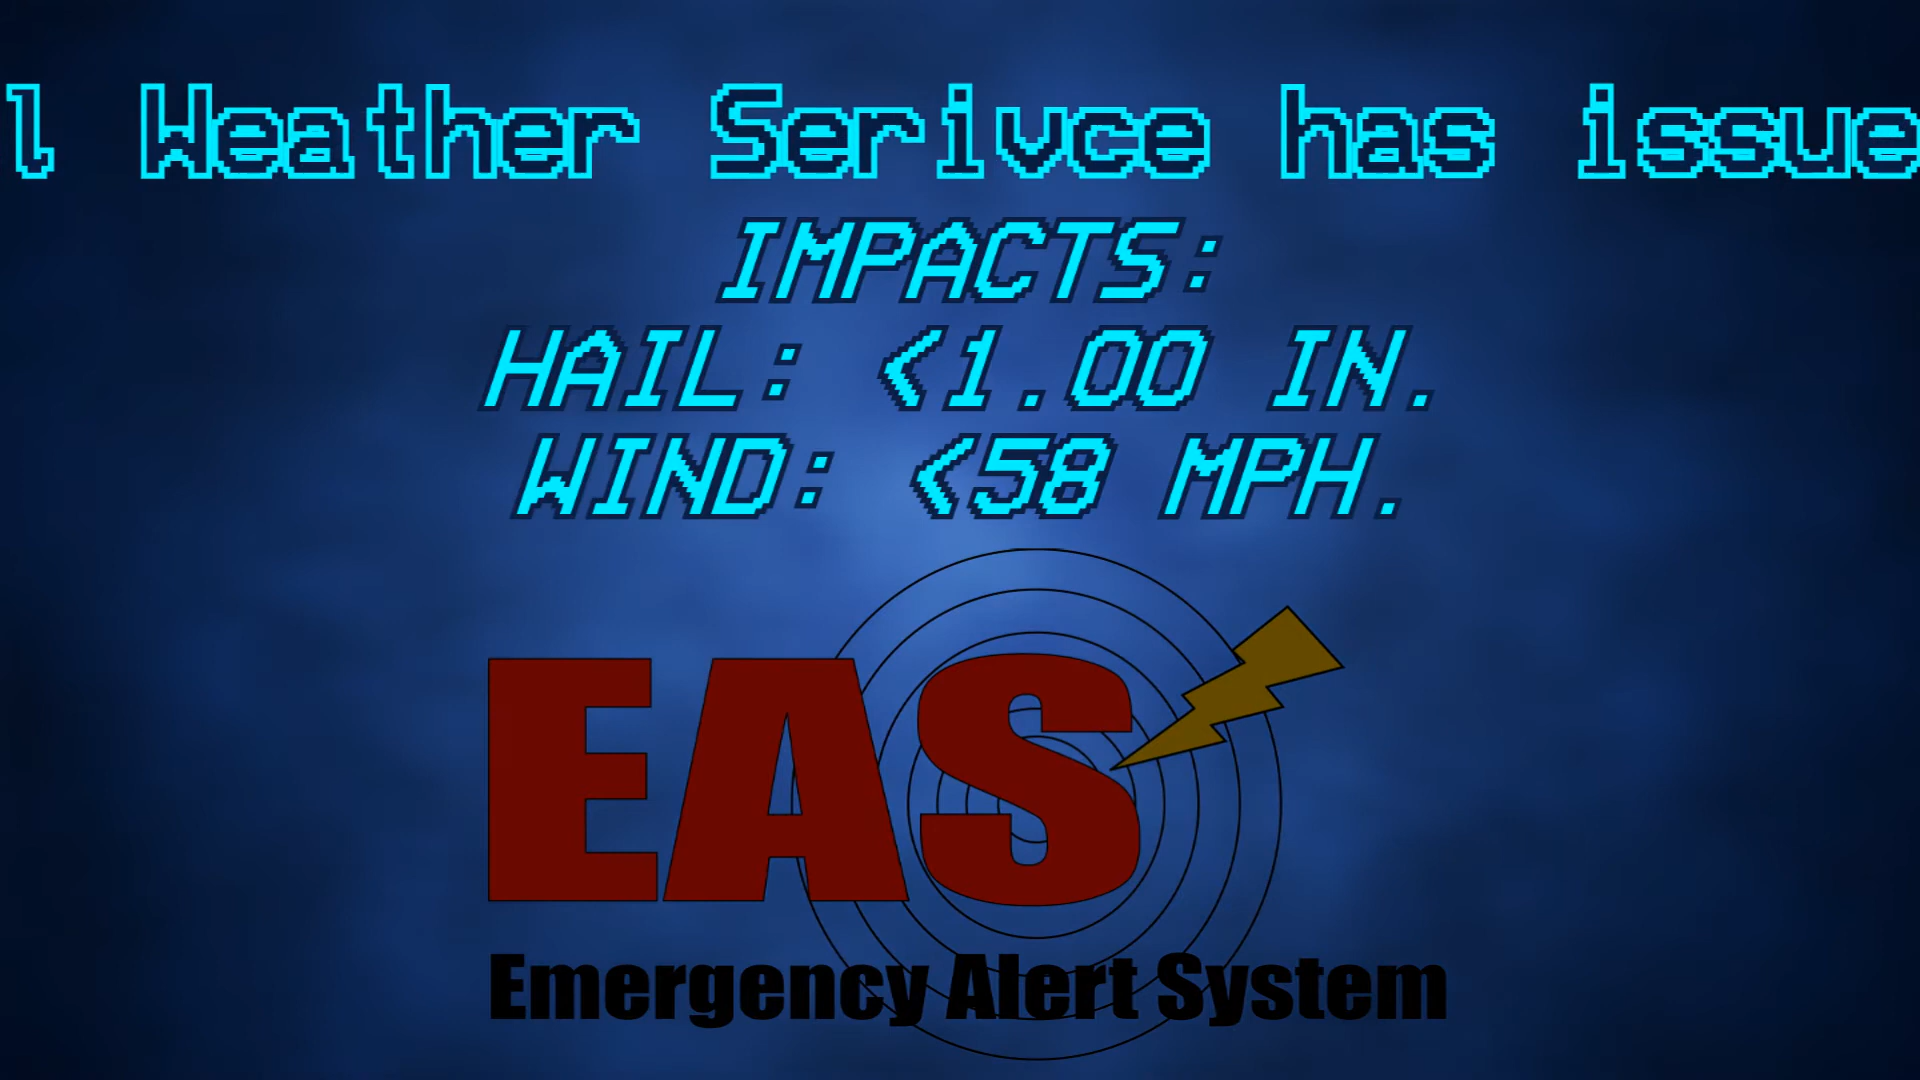 l Weather Serivce has issue
IMPACTS:
HAIL: <1.00 IN.
WIND: <58 MPH.
EAS
Emergency Alert System